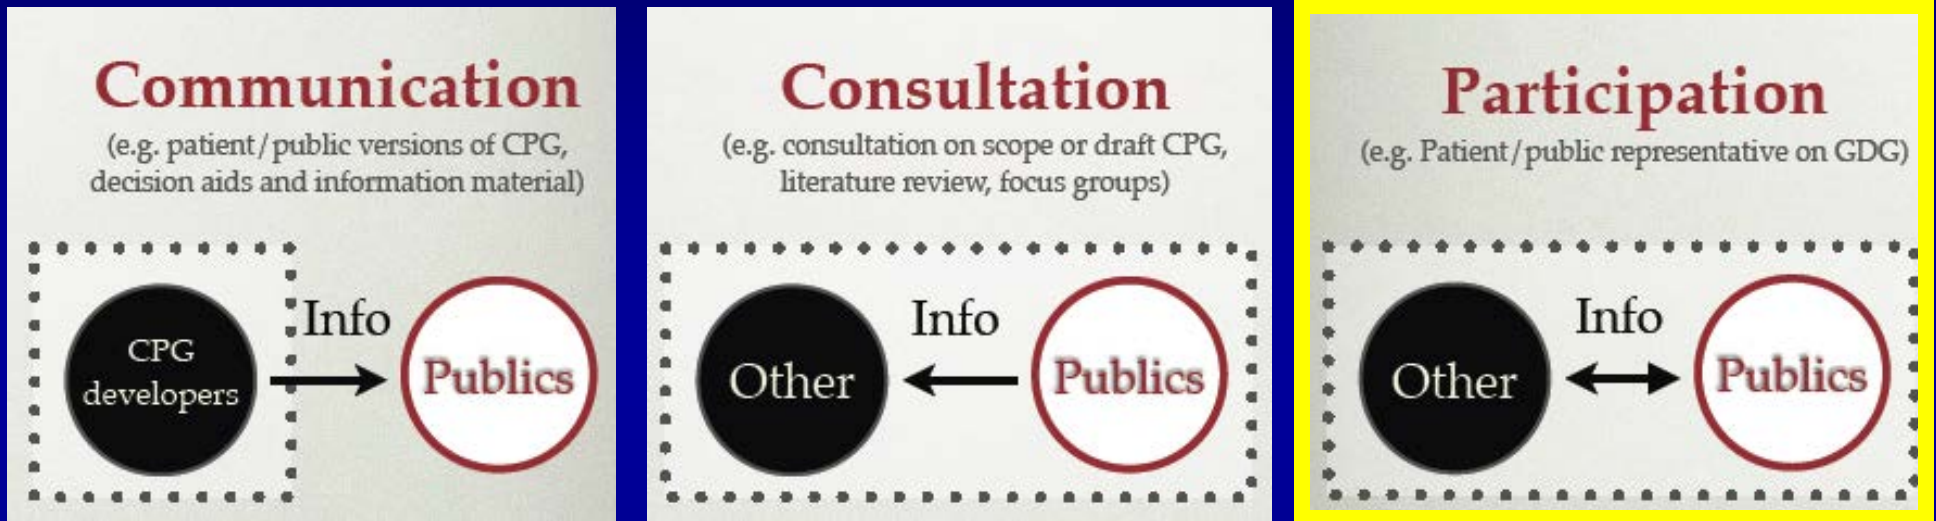 Communication
(e.g. patient/public versions of CPG,
decision aids and information material)
CPG
developers
Info
Publics
Consultation
(e.g. consultation on scope or draft CPG,
literature review, focus groups)
Other
Info
Publics
Participation
(e.g. Patient/public representative on GDG)
Other
Info
Publics